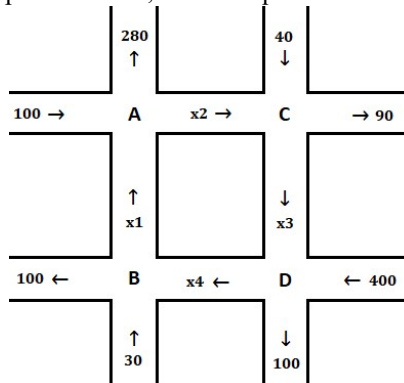 280 40
↑ ↓
100 → A x2 → C → 90
↑ ↓
x1 x3
100 ← B x4 ← D ← 400
↑ ↓
30 100